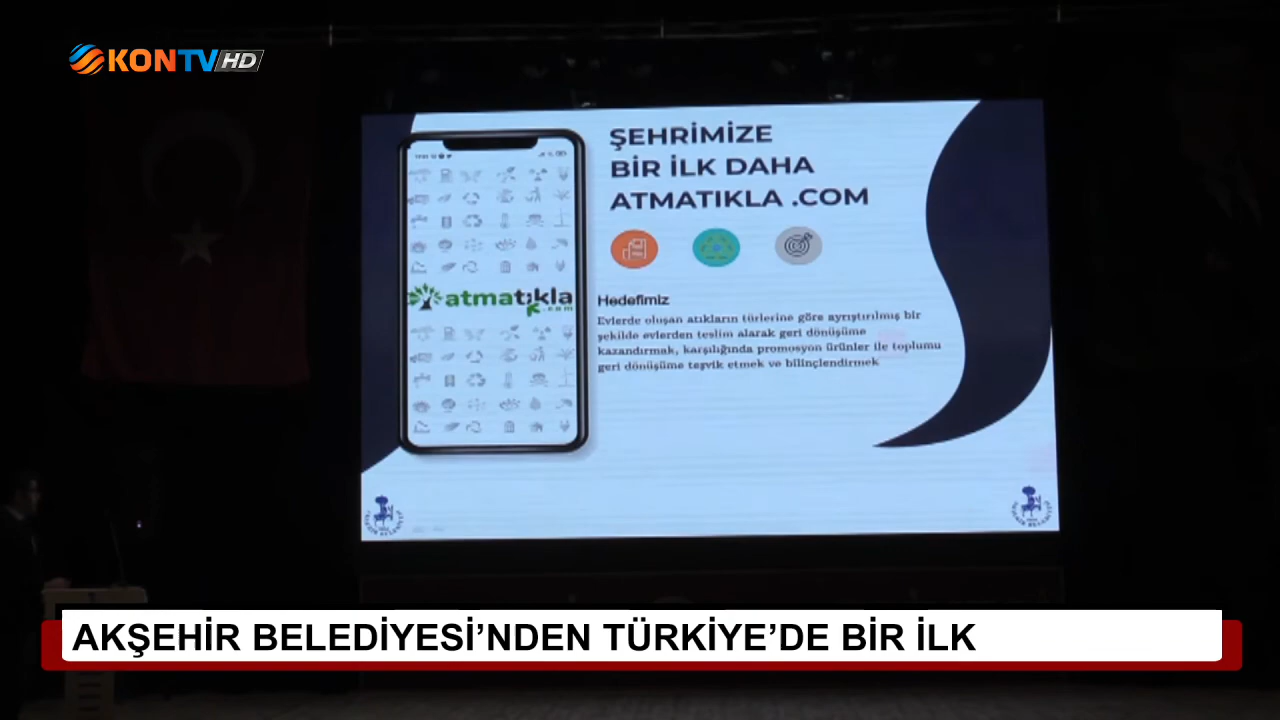 KONTV HD
ŞEHRİMİZE
BİR İLK DAHA
ATMATIKLA .COM
atmatıkla
.com
Hedefimiz
Evlerde oluşan atıkların türlerine göre ayrıştırılmış bir
şekilde evlerden teslim alarak geri dönüşüme
kazandırmak, karşılığında promosyon ürünler ile toplumu
geri dönüşüme teşvik etmek ve bilinçlendirmek
AKŞEHİR BELEDİYESİ’NDEN TÜRKİYE’DE BİR İLK